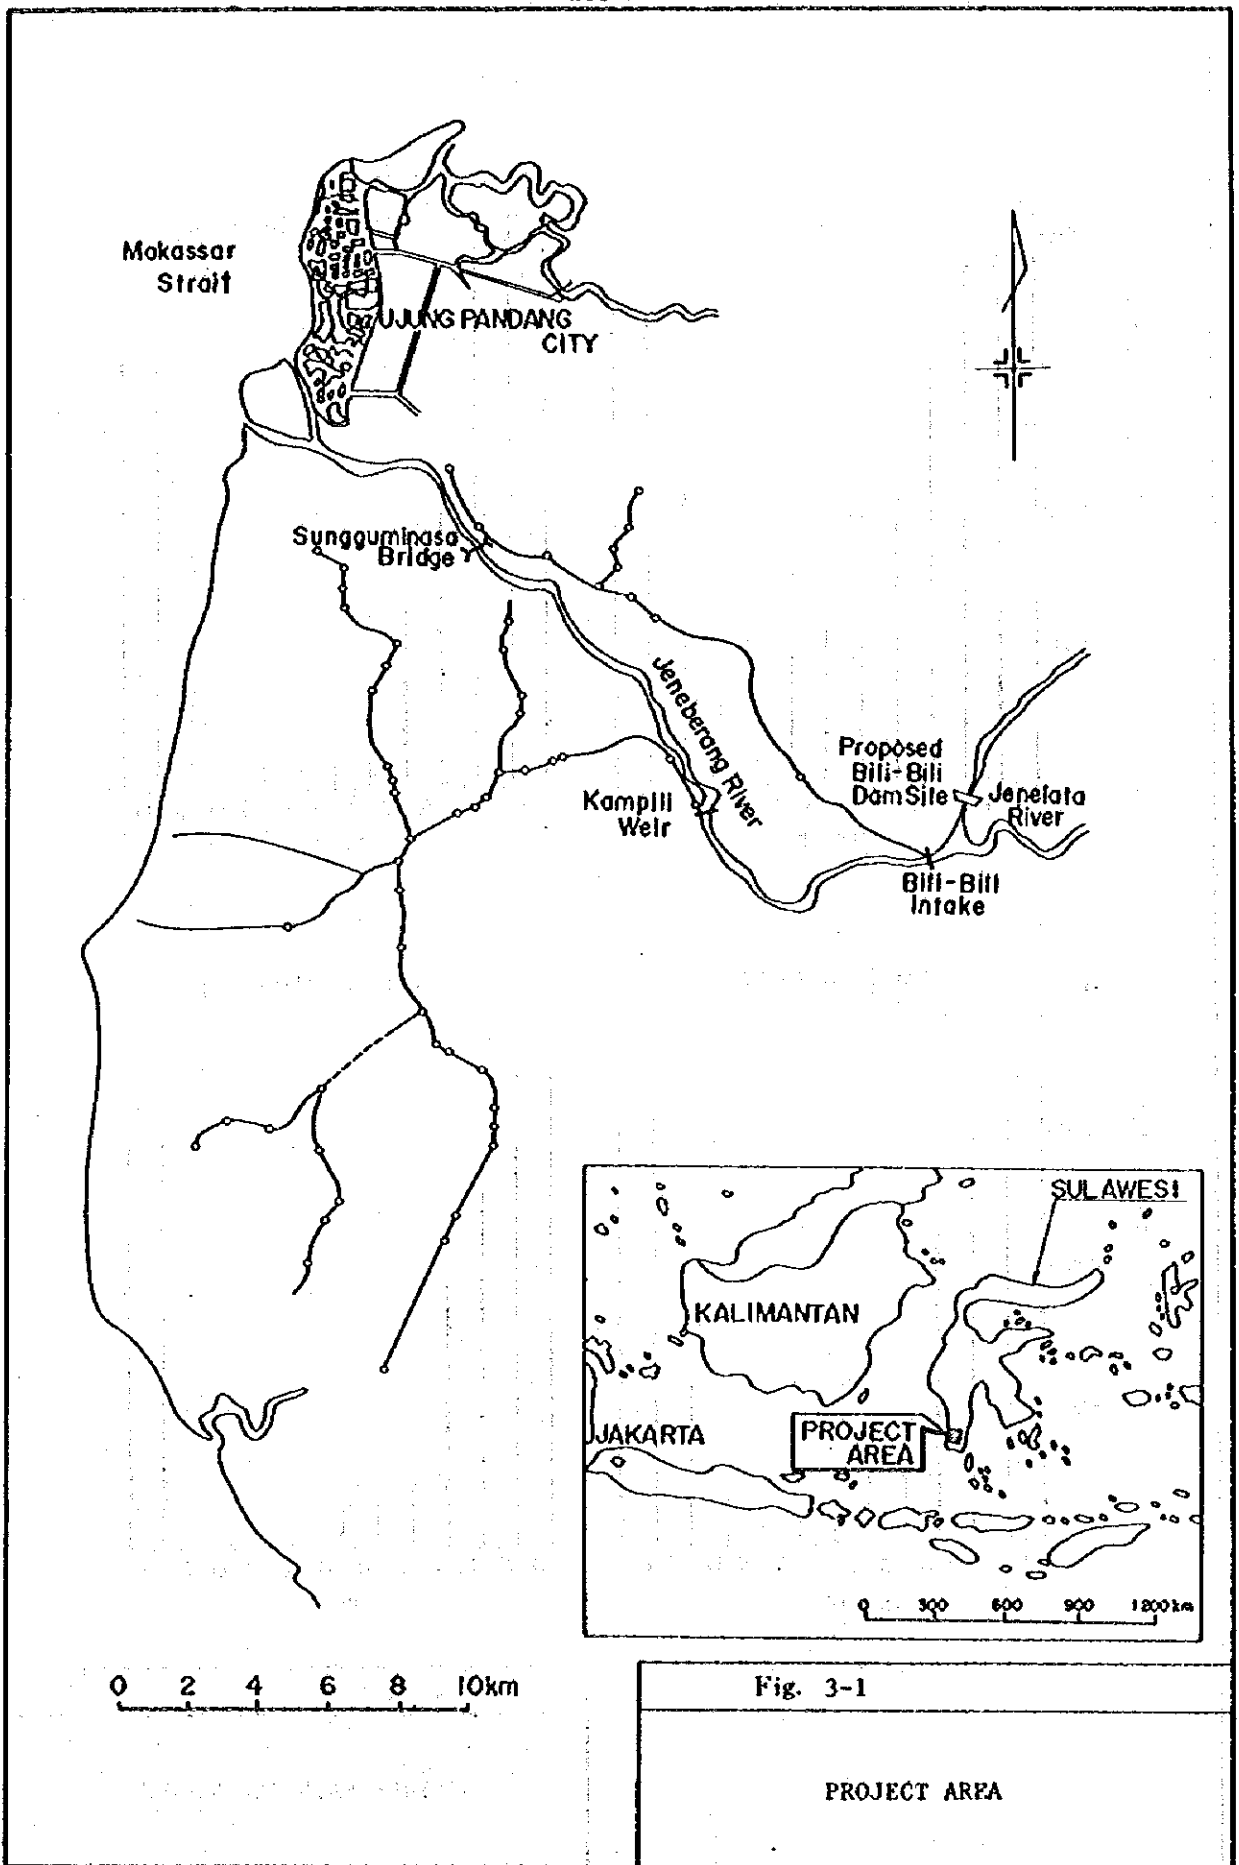 Makassar
Strait
UJUNG PANDANG
CITY
Sungguminasa
Bridge
Jeneberang River
Proposed
Bili-Bili
Dam Site
Jenelata
River
Kampili
Weir
Bili-Bili
Intake
SULAWESI
KALIMANTAN
JAKARTA
PROJECT
AREA
0 300 600 900 1200km
0 2 4 6 8 10km
Fig. 3-1
PROJECT AREA